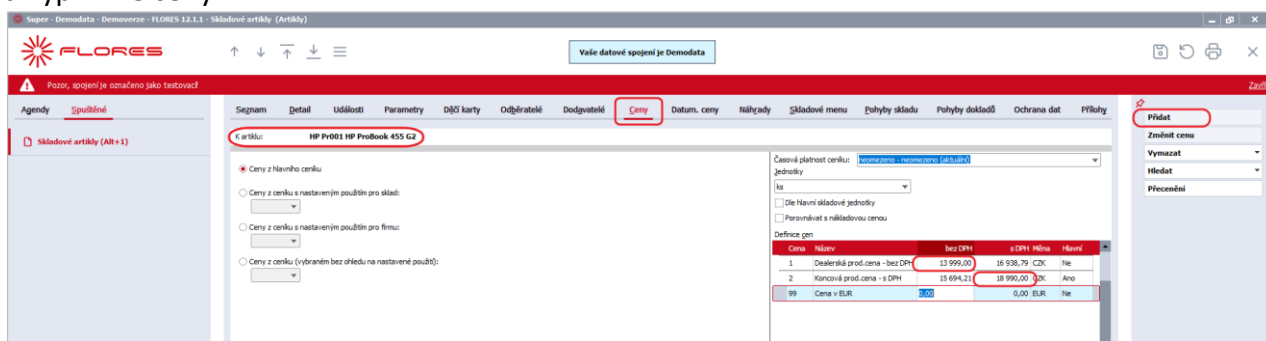 Super - Demodata - Demoverze - FLORES 12.1.1 - Skladové artikly (Artikly)
FLORES
Vaše datové spojení je Demodata
Pozor, spojení je označeno jako testovací!
Agendy Spuštěné
Skladové artikly (Alt+1)
Seznam Detail Události Parametry Dílčí karty Odběratelé Dodavatelé Ceny Datum. ceny Náhrady Skladové menu Pohyby skladu Pohyby dokladů Ochrana dat Přílohy
K artiklu: HP Pr001 HP ProBook 455 G2
Ceny z hlavního ceníku
Ceny z ceníku s nastaveným použitím pro sklad:
Ceny z ceníku s nastaveným použitím pro firmu:
Ceny z ceníku (vybraném bez ohledu na nastavené použití):
Časová platnost ceníku: neomezeno - neomezeno (aktuální)
Jednotky
ks
Dle hlavní skladové jednotky
Porovnávat s nákladovou cenou
Definice cen
Cena Název bez DPH s DPH Měna Hlavní
1 Dealerská prod.cena - bez DPH 13 999,00 16 938,79 CZK Ne
2 Koncová prod.cena - s DPH 15 694,21 18 990,00 CZK Ano
99 Cena v EUR 0,00 0,00 EUR Ne
Přidat
Změnit cenu
Vymazat
Hledat
Přecenění